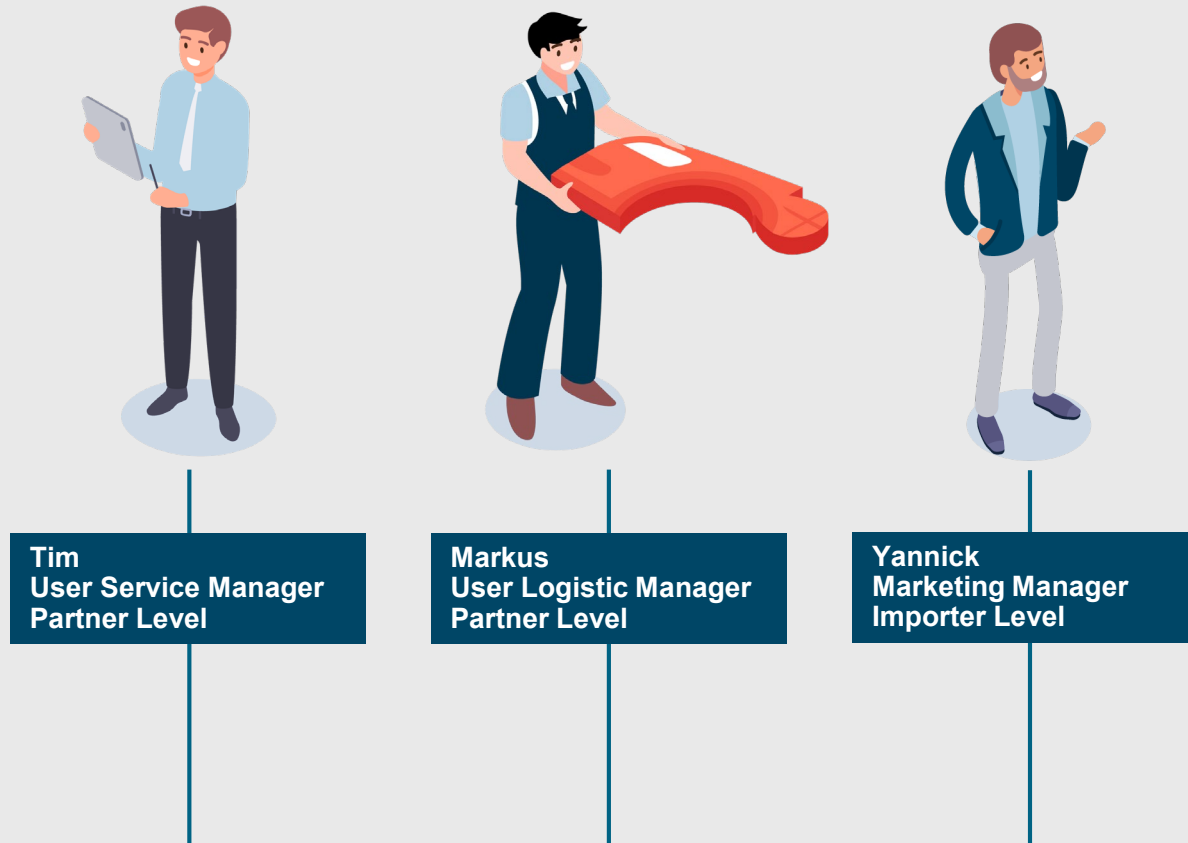 Tim
User Service Manager
Partner Level
Markus
User Logistic Manager
Partner Level
Yannick
Marketing Manager
Importer Level